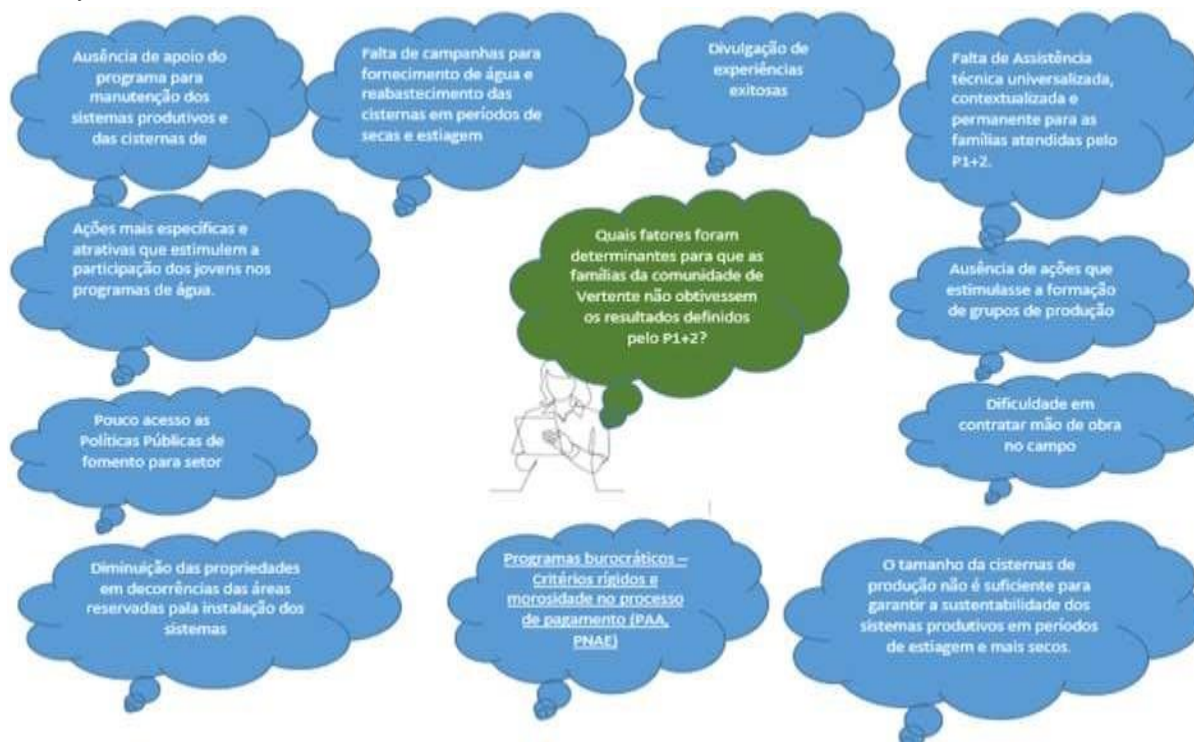 Ausência de apoio do
programa para
manutenção dos
sistemas produtivos e
das cisternas de
Falta de campanhas para
fornecimento de água e
reabastecimento das
cisternas em períodos de
secas e estiagem
Divulgação de
experiências
exitosas
Falta de Assistência
técnica universalizada,
contextualizada e
permanente para as
famílias atendidas pelo
P1+2.
Ações mais específicas e
atrativas que estimulem a
participação dos jovens nos
programas de água.
Quais fatores foram
determinantes para que as
famílias da comunidade de
Vertente não obtivessem
os resultados definidos
pelo P1+2?
Ausência de ações que
estimulasse a formação
de grupos de produção
Pouco acesso as
Políticas Públicas de
fomento para setor
Dificuldade em
contratar mão de obra
no campo
Diminuição das propriedades
em decorrências das áreas
reservadas pala instalação dos
sistemas
Programas burocráticos –
Critérios rígidos e
morosidade no processo
de pagamento (PAA,
PNAE)
O tamanho da cisternas de
produção não é suficiente para
garantir a sustentabilidade dos
sistemas produtivos em períodos
de estiagem e mais secos.